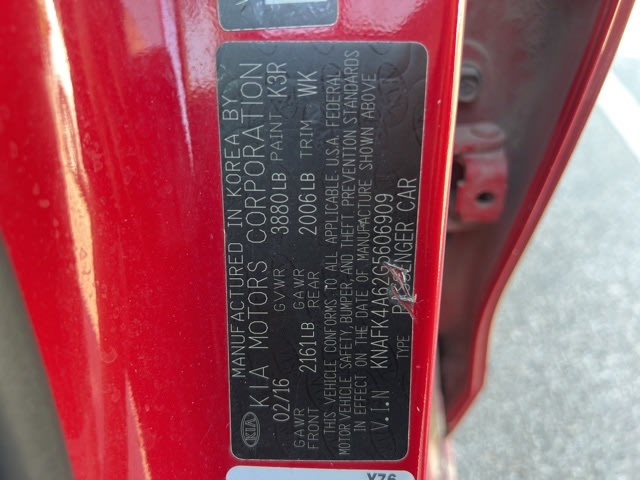 MANUFACTURED IN KOREA BY
KIA MOTORS CORPORATION
02/16 GVWR 3880LB PAINT K3R
GAWR FRONT 2161LB GAWR REAR 2006LB TRIM WK
THIS VEHICLE CONFORMS TO ALL APPLICABLE U.S.A. FEDERAL
MOTOR VEHICLE SAFETY BUMPER, AND THEFT PREVENTION STANDARDS
IN EFFECT ON THE DATE OF MANUFACTURE SHOWN ABOVE
V.I.N KNAFK4A62G5606909
TYPE PASSENGER CAR
KIA
Y76